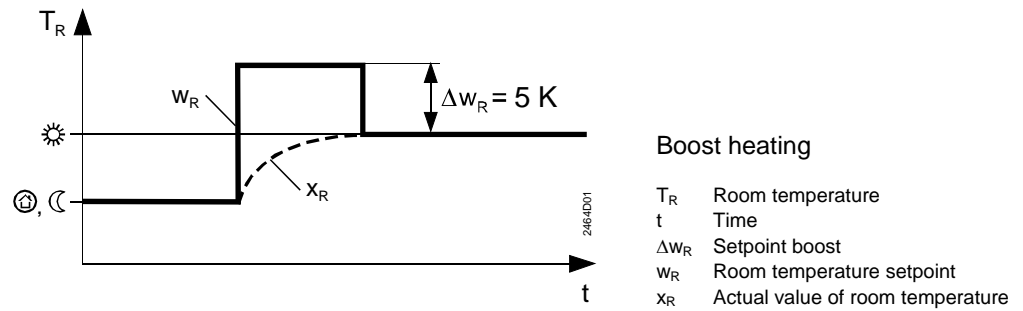 TR
wR
ΔwR = 5 K
xR
t
2464D01
Boost heating
TR Room temperature
t Time
ΔwR Setpoint boost
wR Room temperature setpoint
xR Actual value of room temperature